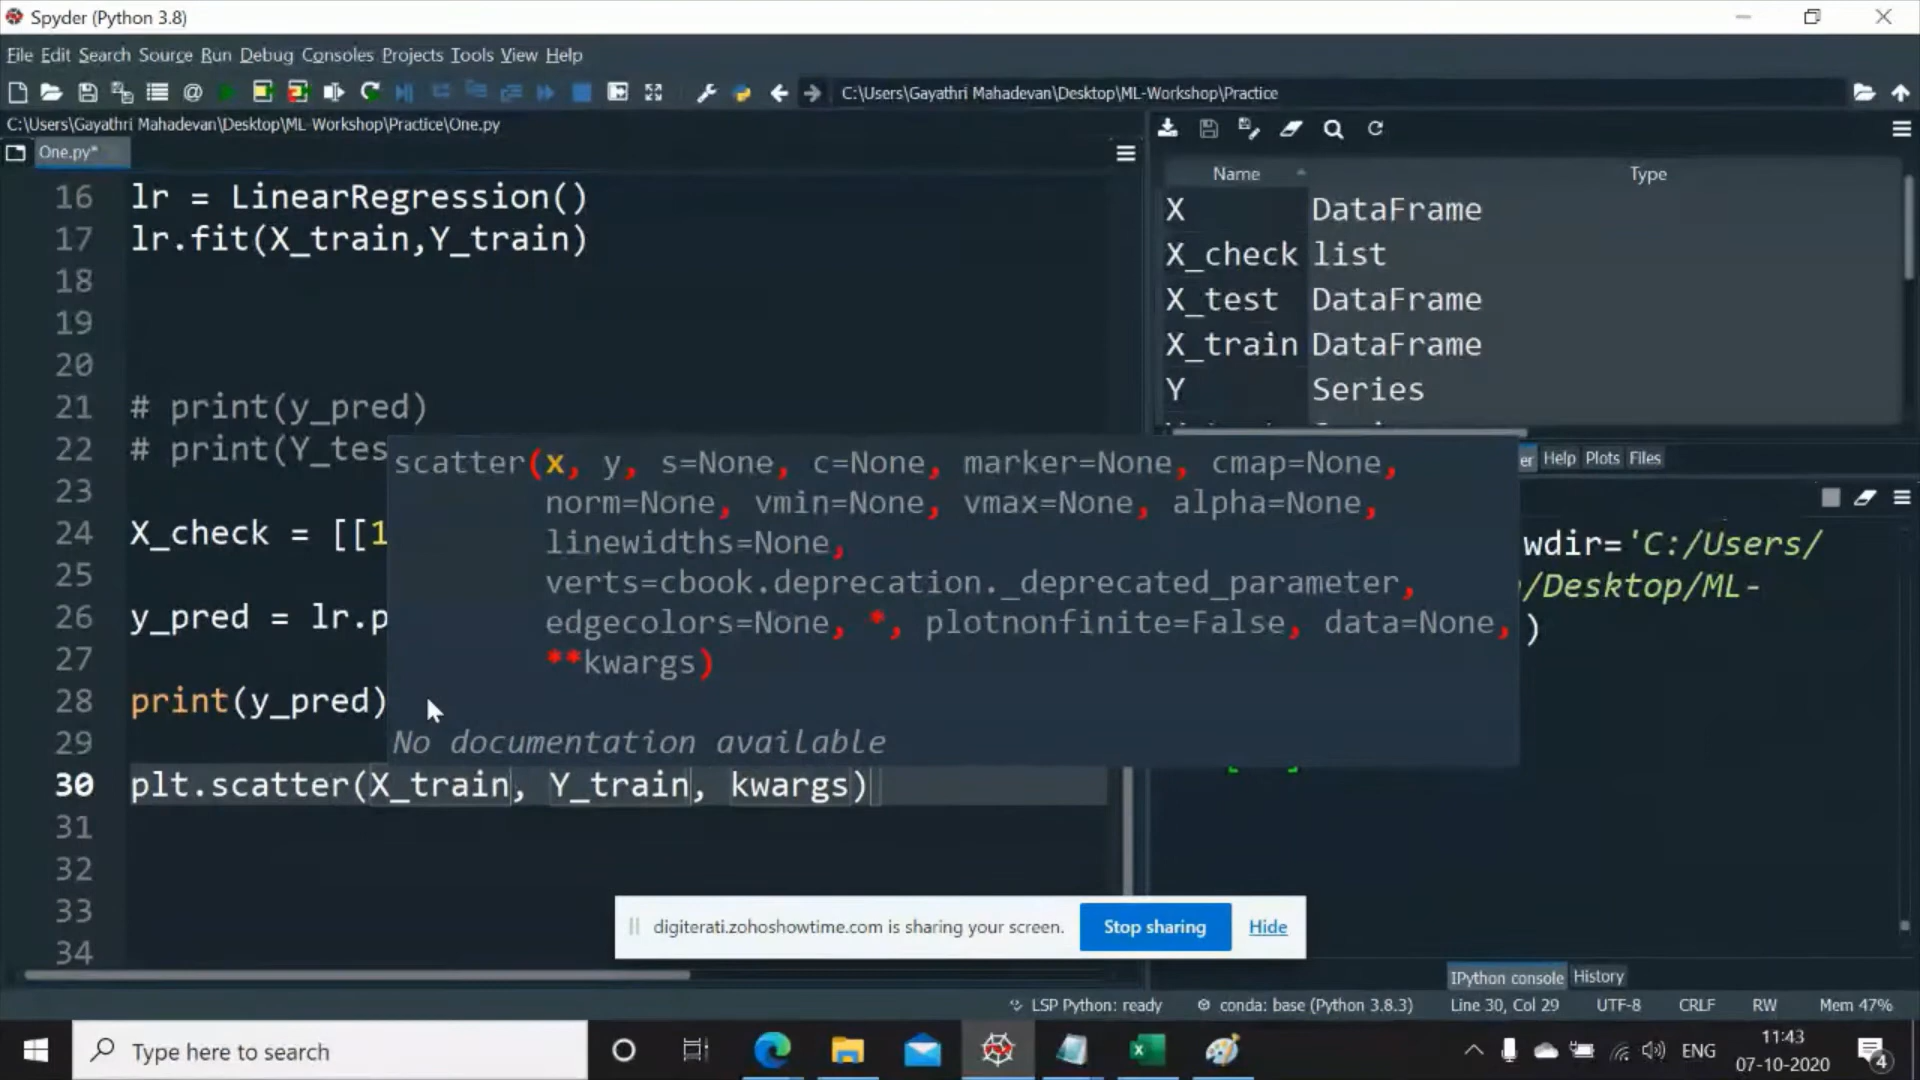 Spyder (Python 3.8)
File Edit Search Source Run Debug Consoles Projects Tools View Help
C:\Users\Gayathri Mahadevan\Desktop\ML-Workshop\Practice
C:\Users\Gayathri Mahadevan\Desktop\ML-Workshop\Practice\One.py
One.py*
16 lr = LinearRegression()
17 lr.fit(X_train,Y_train)
18
19
20
21 # print(y_pred)
22 # print(Y_tes
23
24 X_check = [[1
25
26 y_pred = lr.p
27
28 print(y_pred)
29
30 plt.scatter(X_train, Y_train, kwargs)
31
32
33
34
scatter(x, y, s=None, c=None, marker=None, cmap=None,
norm=None, vmin=None, vmax=None, alpha=None,
linewidths=None,
verts=cbook.deprecation._deprecated_parameter,
edgecolors=None, *, plotnonfinite=False, data=None,
**kwargs)
No documentation available
Name Type
X DataFrame
X_check list
X_test DataFrame
X_train DataFrame
Y Series
er Help Plots Files
wdir='C:/Users/
/Desktop/ML-
)
digiterati.zohoshowtime.com is sharing your screen. Stop sharing Hide
IPython console History
LSP Python: ready conda: base (Python 3.8.3) Line 30, Col 29 UTF-8 CRLF RW Mem 47%
Type here to search
ENG
11:43
07-10-2020
4